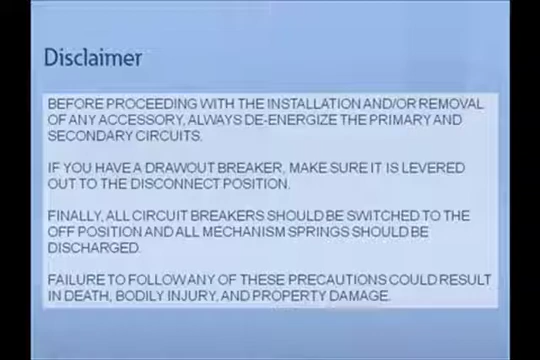 Disclaimer
BEFORE PROCEEDING WITH THE INSTALLATION AND/OR REMOVAL
OF ANY ACCESSORY, ALWAYS DE-ENERGIZE THE PRIMARY AND
SECONDARY CIRCUITS.
IF YOU HAVE A DRAWOUT BREAKER, MAKE SURE IT IS LEVERED
OUT TO THE DISCONNECT POSITION.
FINALLY, ALL CIRCUIT BREAKERS SHOULD BE SWITCHED TO THE
OFF POSITION AND ALL MECHANISM SPRINGS SHOULD BE
DISCHARGED.
FAILURE TO FOLLOW ANY OF THESE PRECAUTIONS COULD RESULT
IN DEATH, BODILY INJURY, AND PROPERTY DAMAGE.